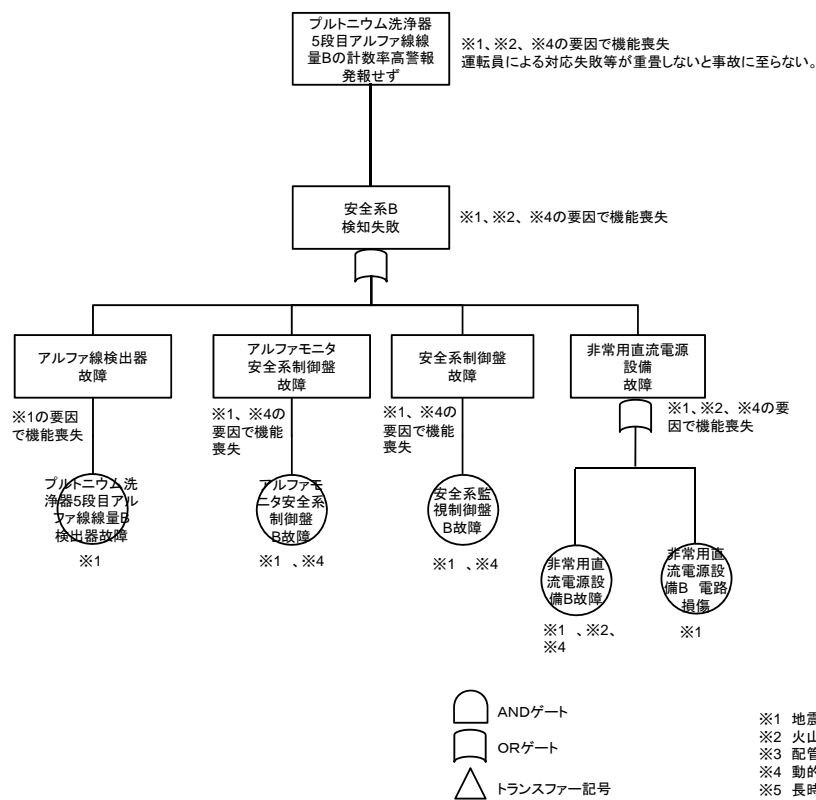 プルトニウム洗浄器
5段目アルファ線線
量Bの計数率高警報
発報せず
※1、※2、※4の要因で機能喪失
運転員による対応失敗等が重畳しないと事故に至らない。
安全系B
検知失敗
※1、※2、※4の要因で機能喪失
アルファ線検出器
故障
アルファモニタ
安全系制御盤
故障
安全系制御盤
故障
非常用直流電源
設備
故障
※1の要因
で機能喪失
※1、※4の
要因で機能
喪失
※1、※4の
要因で機能
喪失
※1、※2、※4の要
因で機能喪失
プルトニウム洗
浄器5段目アル
ファ線線量B
検出器故障
※1
アルファモ
ニタ安全系
制御盤
B故障
※1 、※4
安全系監
視制御盤
B故障
※1 、※4
非常用直
流電源設
備B故障
※1 、※2、
※4
非常用直
流電源設
備B 電路
損傷
※1
ANDゲート
ORゲート
トランスファー記号
※1 地震
※2 火山
※3 配管
※4 動的
※5 長時